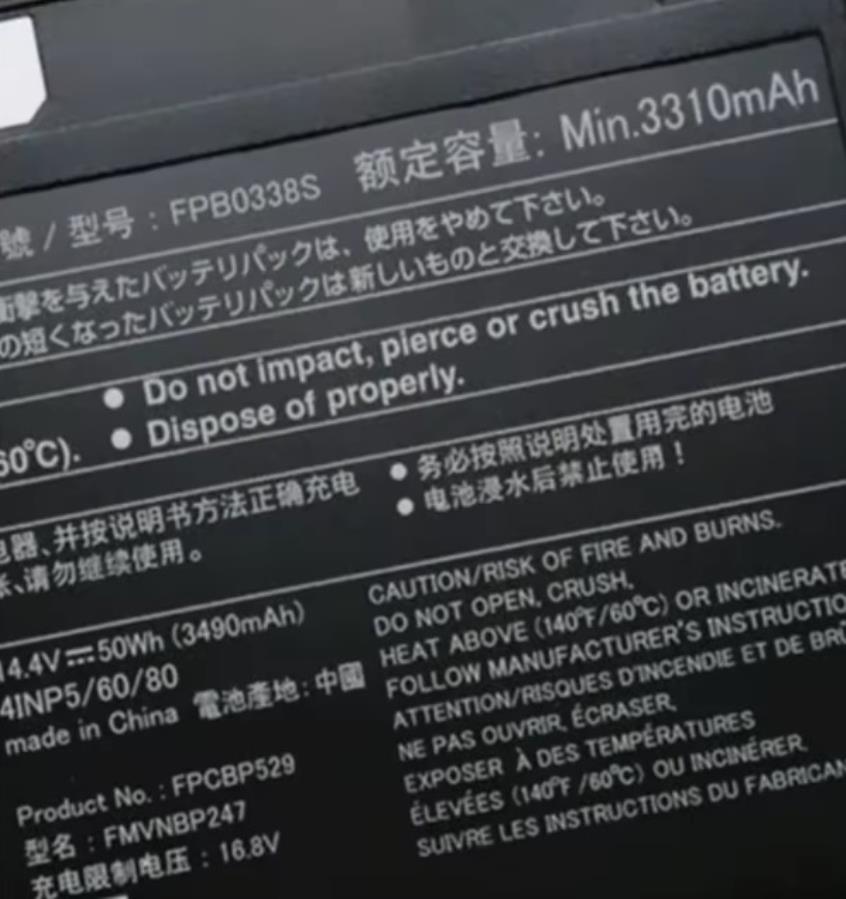 號 / 型号 : FPB0338S 额定容量: Min.3310mAh
衝撃を与えたバッテリパックは、使用をやめて下さい。
の短くなったバッテリパックは新しいものと交換して下さい。
● Do not impact, pierce or crush the battery.
60°C). ● Dispose of properly.
电器、并按说明书方法正确充电
、请勿继续使用。
● 务必按照说明处置用完的电池
● 电池浸水后禁止使用！
14.4V⎓50Wh (3490mAh)
4INP5/60/80
made in China 電池產地: 中國
Product No. : FPCBP529
型名 : FMVNBP247
充电限制电压 : 16.8V
CAUTION/RISK OF FIRE AND BURNS.
DO NOT OPEN, CRUSH,
HEAT ABOVE (140°F/60°C) OR INCINERATE
FOLLOW MANUFACTURER'S INSTRUCTIO
ATTENTION/RISQUES D'INCENDIE ET DE BRÛ
NE PAS OUVRIR, ÉCRASER,
EXPOSER À DES TEMPÉRATURES
ÉLEVÉES (140°F /60°C) OU INCINÉRER.
SUIVRE LES INSTRUCTIONS DU FABRICAN